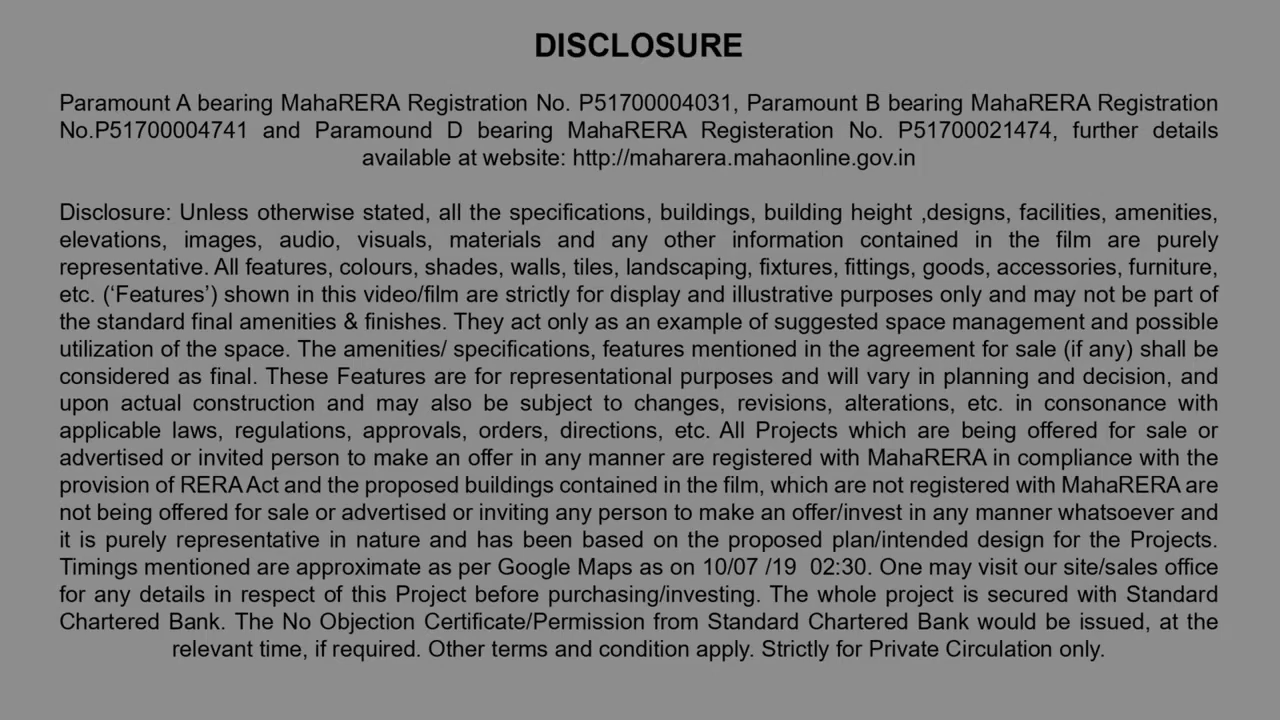 DISCLOSURE
Paramount A bearing MahaRERA Registration No. P51700004031, Paramount B bearing MahaRERA Registration
No.P51700004741 and Paramound D bearing MahaRERA Registeration No. P51700021474, further details
available at website: http://maharera.mahaonline.gov.in
Disclosure: Unless otherwise stated, all the specifications, buildings, building height ,designs, facilities, amenities,
elevations, images, audio, visuals, materials and any other information contained in the film are purely
representative. All features, colours, shades, walls, tiles, landscaping, fixtures, fittings, goods, accessories, furniture,
etc. (‘Features’) shown in this video/film are strictly for display and illustrative purposes only and may not be part of
the standard final amenities & finishes. They act only as an example of suggested space management and possible
utilization of the space. The amenities/ specifications, features mentioned in the agreement for sale (if any) shall be
considered as final. These Features are for representational purposes and will vary in planning and decision, and
upon actual construction and may also be subject to changes, revisions, alterations, etc. in consonance with
applicable laws, regulations, approvals, orders, directions, etc. All Projects which are being offered for sale or
advertised or invited person to make an offer in any manner are registered with MahaRERA in compliance with the
provision of RERA Act and the proposed buildings contained in the film, which are not registered with MahaRERA are
not being offered for sale or advertised or inviting any person to make an offer/invest in any manner whatsoever and
it is purely representative in nature and has been based on the proposed plan/intended design for the Projects.
Timings mentioned are approximate as per Google Maps as on 10/07 /19  02:30. One may visit our site/sales office
for any details in respect of this Project before purchasing/investing. The whole project is secured with Standard
Chartered Bank. The No Objection Certificate/Permission from Standard Chartered Bank would be issued, at the
relevant time, if required. Other terms and condition apply. Strictly for Private Circulation only.